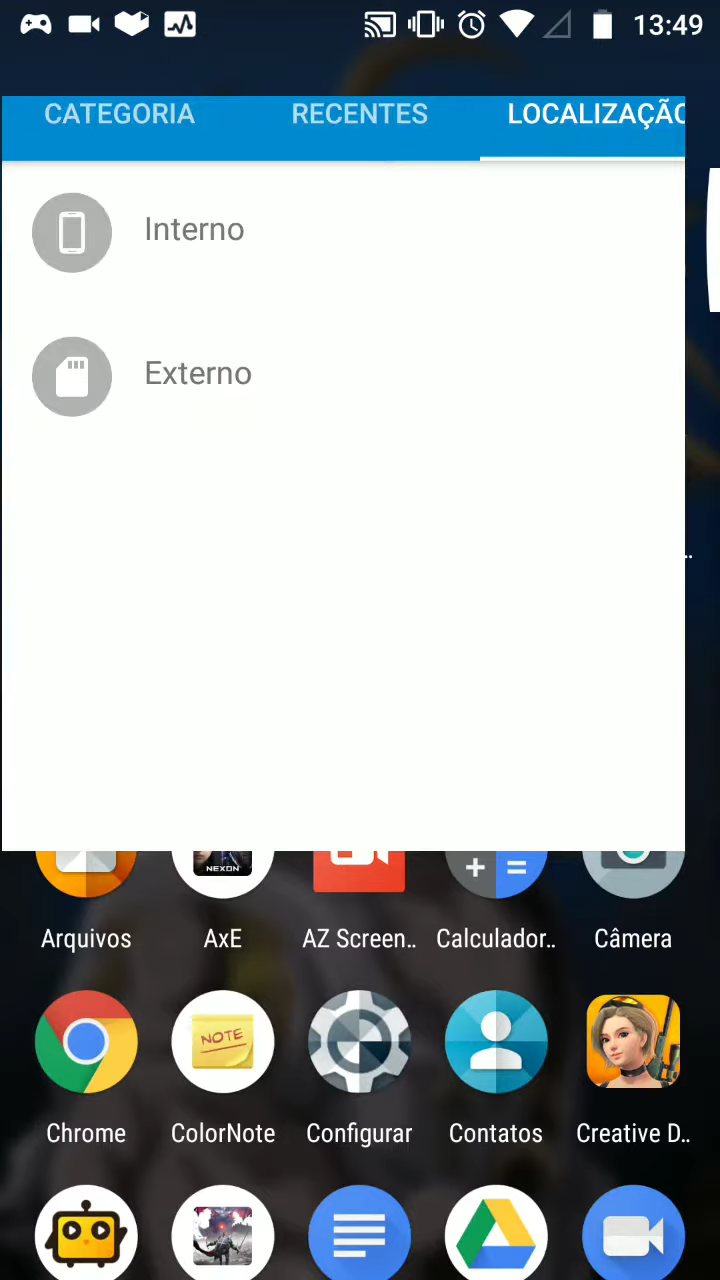 13:49
CATEGORIA RECENTES LOCALIZAÇÃO
Interno
Externo
NEXON
Arquivos AxE AZ Screen.. Calculador.. Câmera
NOTE
Chrome ColorNote Configurar Contatos Creative D..